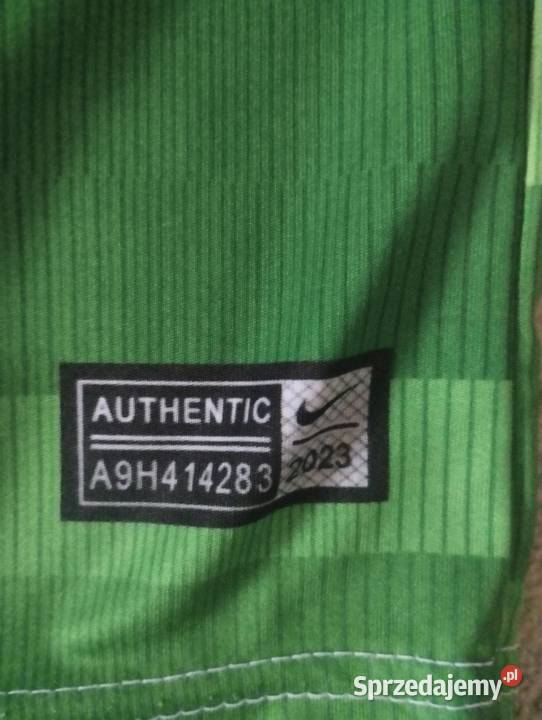 AUTHENTIC
A9H414283
2023
Sprzedajemy.pl